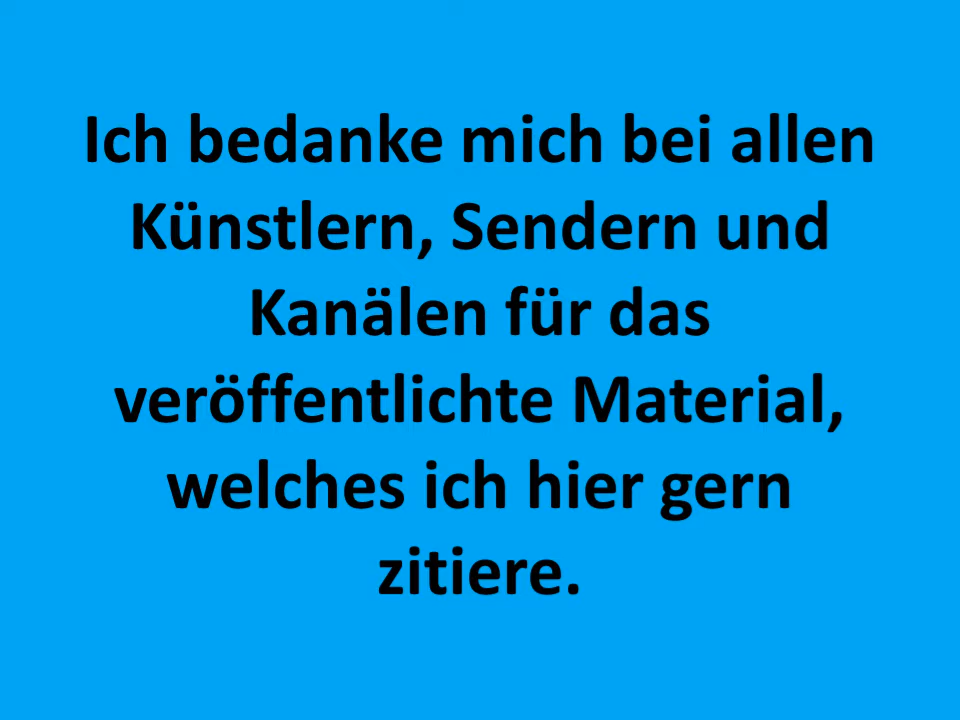 Ich bedanke mich bei allen
Künstlern, Sendern und
Kanälen für das
veröffentlichte Material,
welches ich hier gern
zitiere.